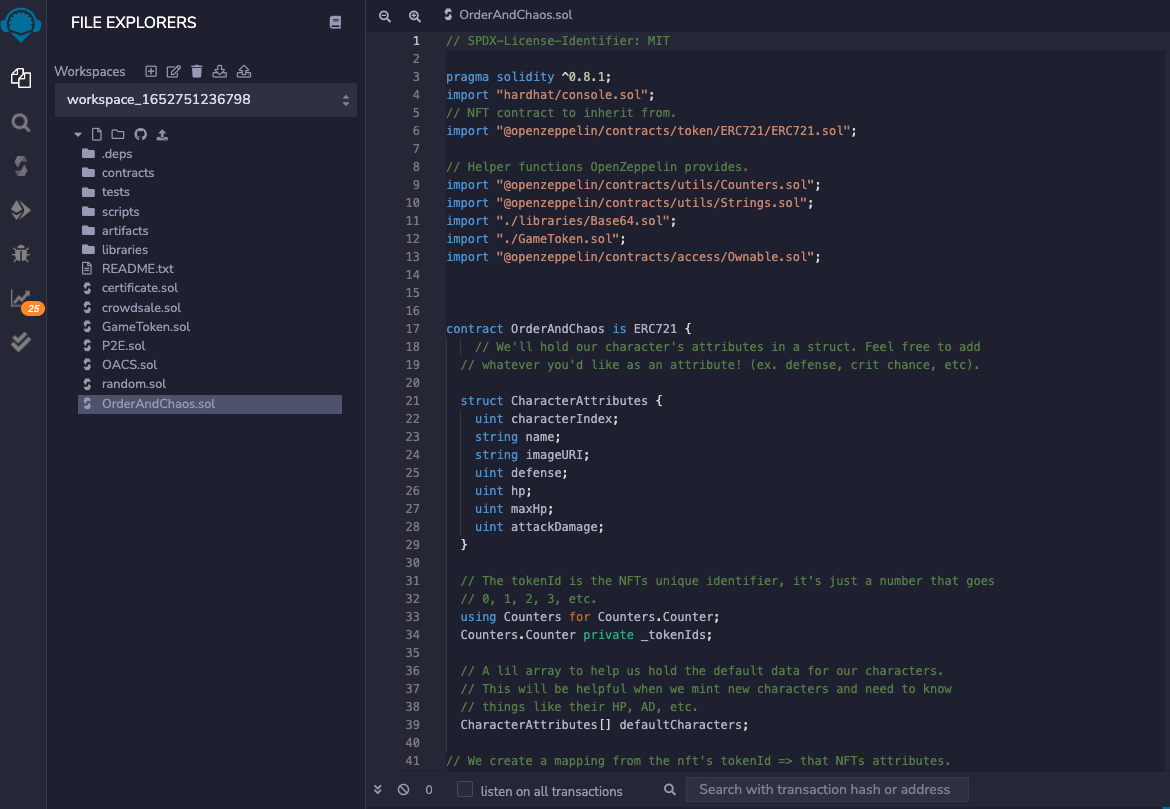 FILE EXPLORERS
Workspaces
workspace_1652751236798
.deps
contracts
tests
scripts
artifacts
libraries
README.txt
certificate.sol
crowdsale.sol
GameToken.sol
P2E.sol
OACS.sol
random.sol
OrderAndChaos.sol
25
OrderAndChaos.sol
1 // SPDX-License-Identifier: MIT
2
3 pragma solidity ^0.8.1;
4 import "hardhat/console.sol";
5 // NFT contract to inherit from.
6 import "@openzeppelin/contracts/token/ERC721/ERC721.sol";
7
8 // Helper functions OpenZeppelin provides.
9 import "@openzeppelin/contracts/utils/Counters.sol";
10 import "@openzeppelin/contracts/utils/Strings.sol";
11 import "./libraries/Base64.sol";
12 import "./GameToken.sol";
13 import "@openzeppelin/contracts/access/Ownable.sol";
14
15
16
17 contract OrderAndChaos is ERC721 {
18 // We'll hold our character's attributes in a struct. Feel free to add
19 // whatever you'd like as an attribute! (ex. defense, crit chance, etc).
20
21 struct CharacterAttributes {
22 uint characterIndex;
23 string name;
24 string imageURI;
25 uint defense;
26 uint hp;
27 uint maxHp;
28 uint attackDamage;
29 }
30
31 // The tokenId is the NFTs unique identifier, it's just a number that goes
32 // 0, 1, 2, 3, etc.
33 using Counters for Counters.Counter;
34 Counters.Counter private _tokenIds;
35
36 // A lil array to help us hold the default data for our characters.
37 // This will be helpful when we mint new characters and need to know
38 // things like their HP, AD, etc.
39 CharacterAttributes[] defaultCharacters;
40
41 // We create a mapping from the nft's tokenId => that NFTs attributes.
0 listen on all transactions Search with transaction hash or address